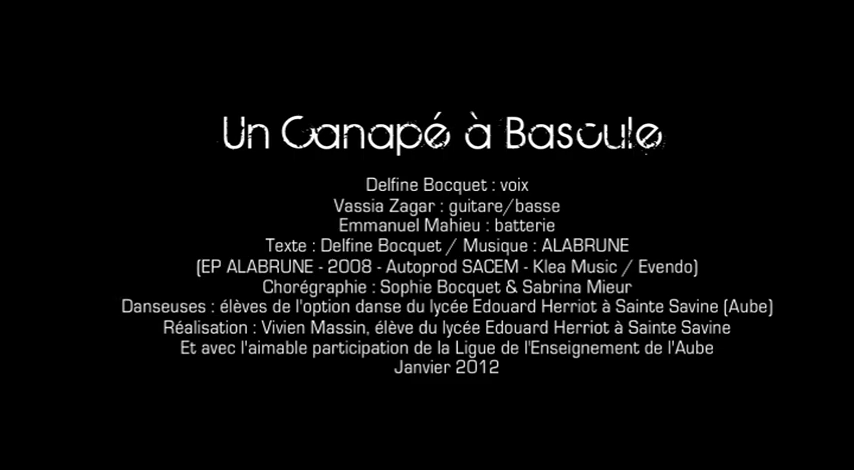 Un Canapé à Bascule
Delfine Bocquet : voix
Vassia Zagar : guitare/basse
Emmanuel Mahieu : batterie
Texte : Delfine Bocquet / Musique : ALABRUNE
(EP ALABRUNE - 2008 - Autoprod SACEM - Klea Music / Evendo)
Chorégraphie : Sophie Bocquet & Sabrina Mieur
Danseuses : élèves de l'option danse du lycée Edouard Herriot à Sainte Savine (Aube)
Réalisation : Vivien Massin, élève du lycée Edouard Herriot à Sainte Savine
Et avec l'aimable participation de la Ligue de l'Enseignement de l'Aube
Janvier 2012